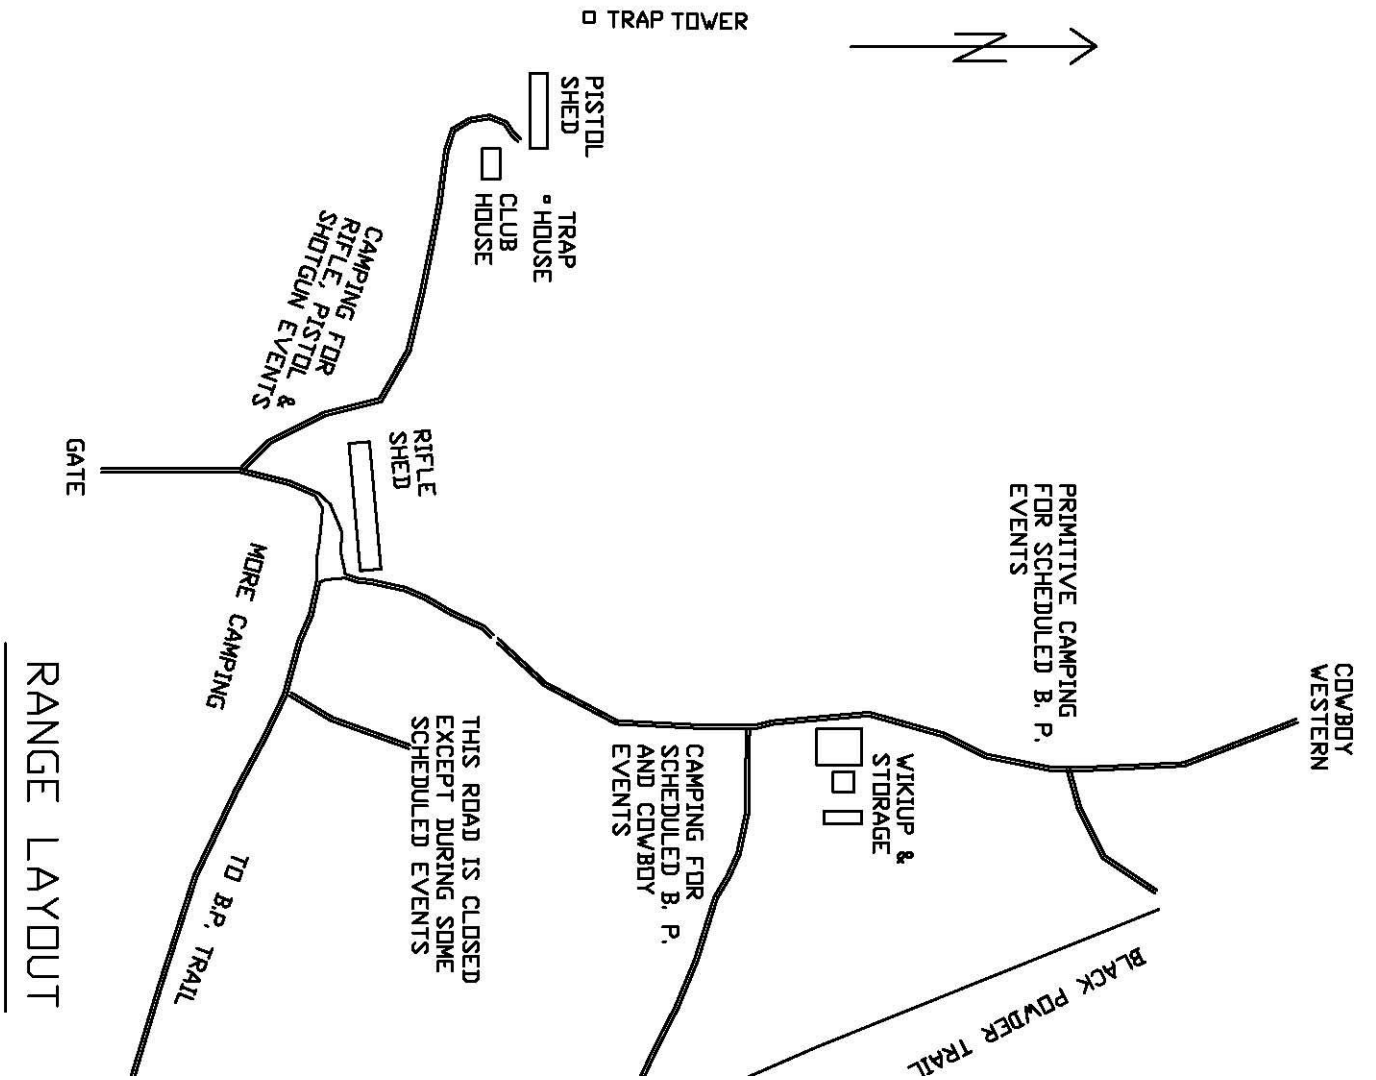 TRAP TOWER
N
PISTOL
SHED
TRAP
HOUSE
CLUB
HOUSE
CAMPING FOR
RIFLE, PISTOL &
SHOTGUN EVENTS
RIFLE
SHED
GATE
MORE CAMPING
PRIMITIVE CAMPING
FOR SCHEDULED B. P.
EVENTS
COWBOY
WESTERN
WIKIUP &
STORAGE
CAMPING FOR
SCHEDULED B. P.
AND COWBOY
EVENTS
THIS ROAD IS CLOSED
EXCEPT DURING SOME
SCHEDULED EVENTS
TO B.P. TRAIL
BLACK POWDER TRAIL
RANGE LAYOUT